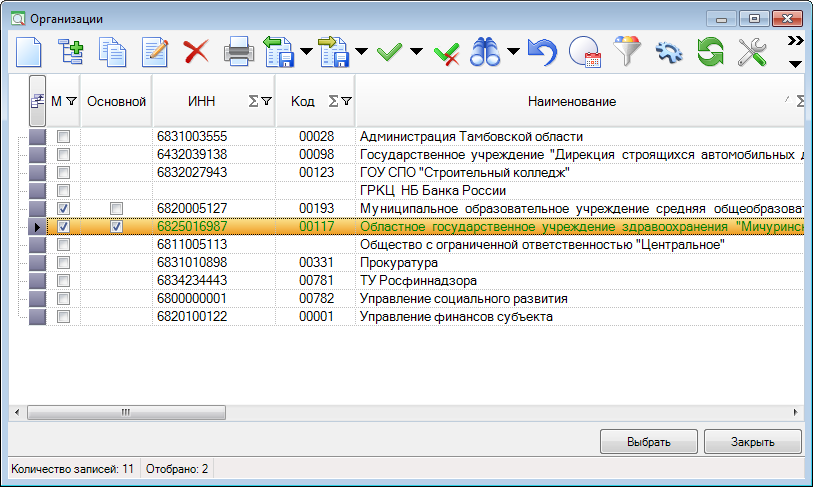 Организации
М Основной ИНН Код Наименование
6831003555 00028 Администрация Тамбовской области
6432039138 00098 Государственное учреждение "Дирекция строящихся автомобильных д
6832027943 00123 ГОУ СПО "Строительный колледж"
ГРКЦ НБ Банка России
6820005127 00193 Муниципальное образовательное учреждение средняя общеобразоват
6825016987 00117 Областное государственное учреждение здравоохранения "Мичуринск
6811005113 Общество с ограниченной ответственностью "Центральное"
6831010898 00331 Прокуратура
6834234443 00781 ТУ Росфиннадзора
6800000001 00782 Управление социального развития
6820100122 00001 Управление финансов субъекта
Выбрать Закрыть
Количество записей: 11 Отобрано: 2